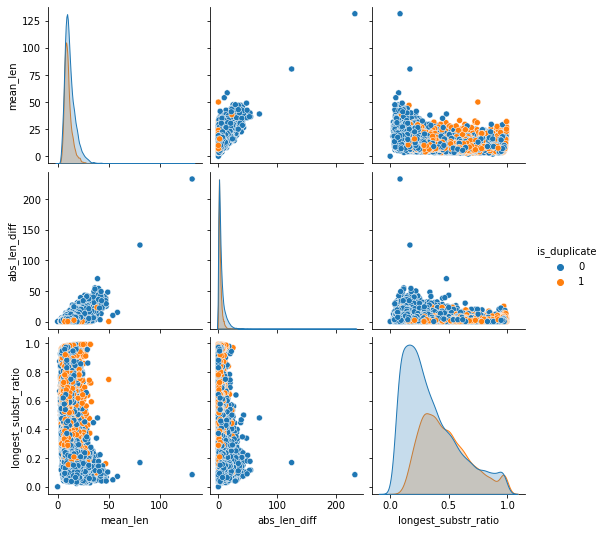 mean_len
125
100
75
50
25
0
abs_len_diff
200
150
100
50
0
is_duplicate
0
1
longest_substr_ratio
1.0
0.8
0.6
0.4
0.2
0.0
0 50 100
0 100 200
0.0 0.5 1.0
mean_len abs_len_diff longest_substr_ratio